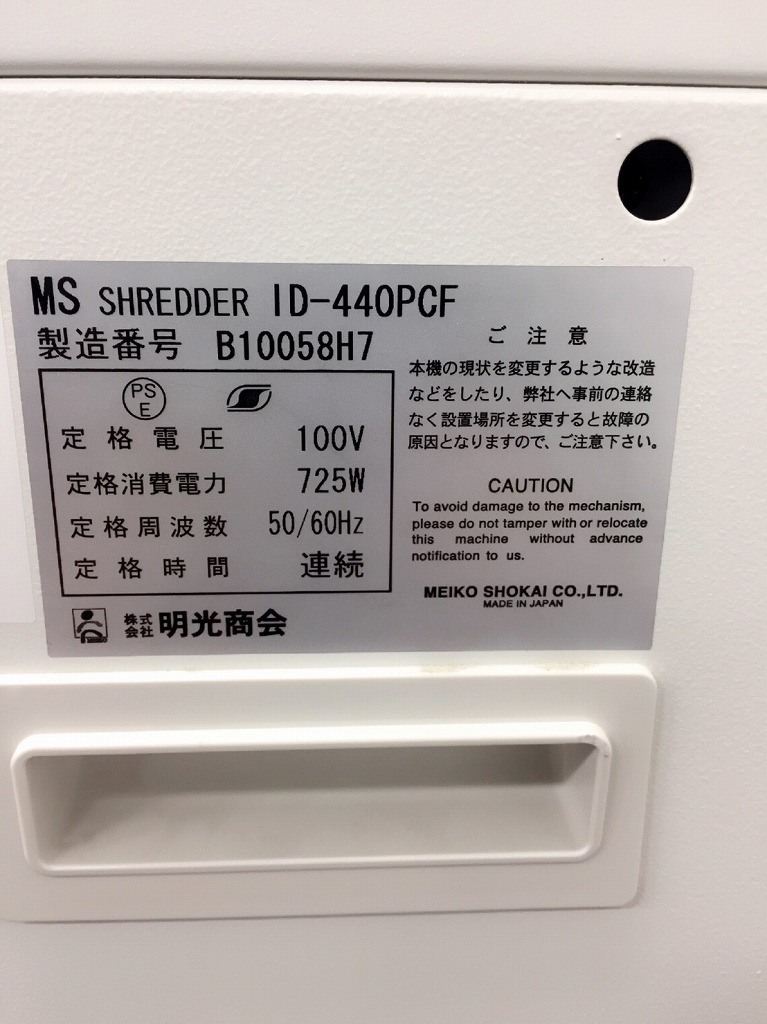 MS SHREDDER ID-440PCF
製造番号 B10058H7
PS
E
定格電圧 100V
定格消費電力 725W
定格周波数 50/60Hz
定格時間 連続
株式
会社 明光商会
ご注意
本機の現状を変更するような改造
などをしたり、弊社へ事前の連絡
なく設置場所を変更すると故障の
原因となりますので、ご注意下さい。
CAUTION
To avoid damage to the mechanism,
please do not tamper with or relocate
this machine without advance
notification to us.
MEIKO SHOKAI CO.,LTD.
MADE IN JAPAN